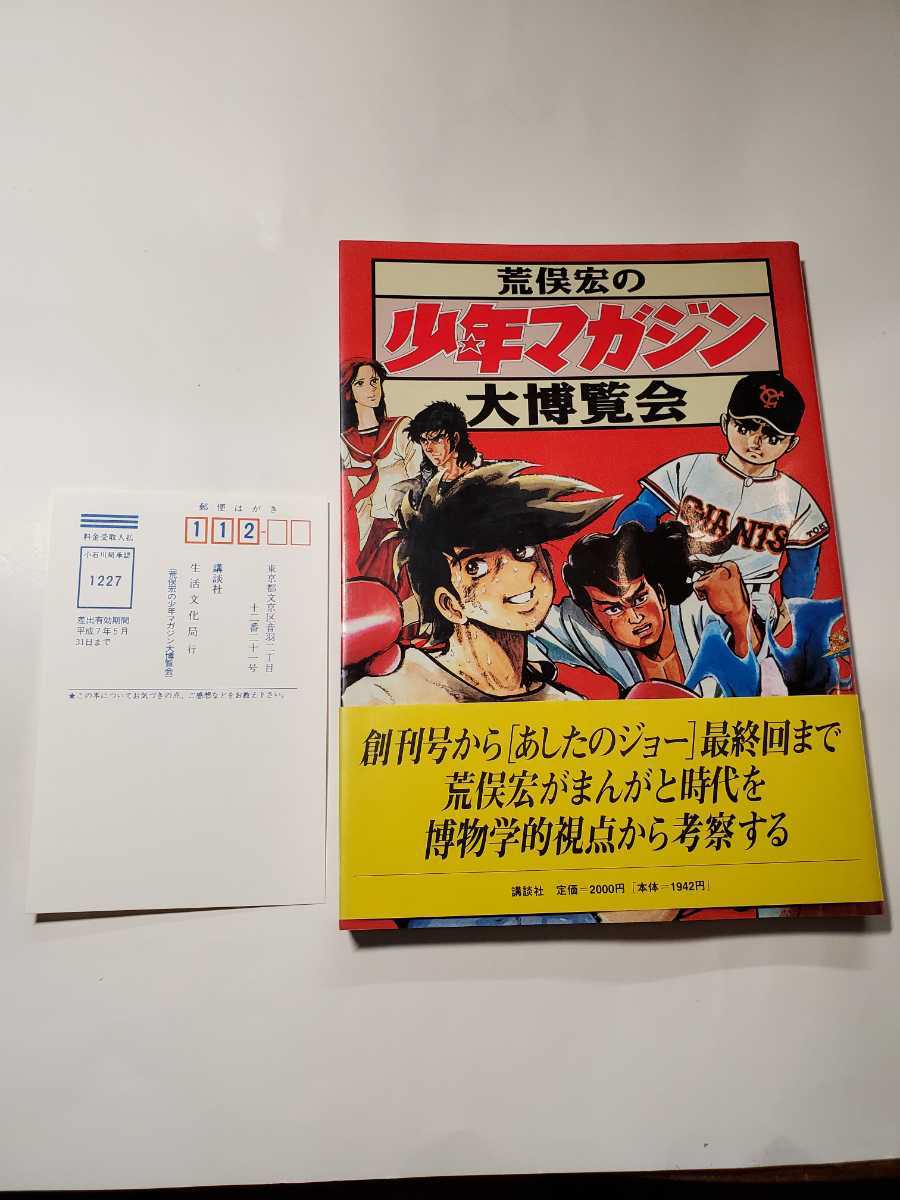 荒俣宏の
少年マガジン
大博覧会
GIANTS
創刊号から[あしたのジョー]最終回まで
荒俣宏がまんがと時代を
博物学的視点から考察する
講談社 定価=2000円 [本体=1942円]
郵便はがき
112-
料金受取人払
小石川局承認
1227
差出有効期間
平成7年5月
31日まで
東京都文京区音羽二丁目
十二番二十一号
講談社
生活文化局 行
(荒俣宏の少年マガジン大博覧会)
★この本についてお気づきの点、ご感想などをお教え下さい。